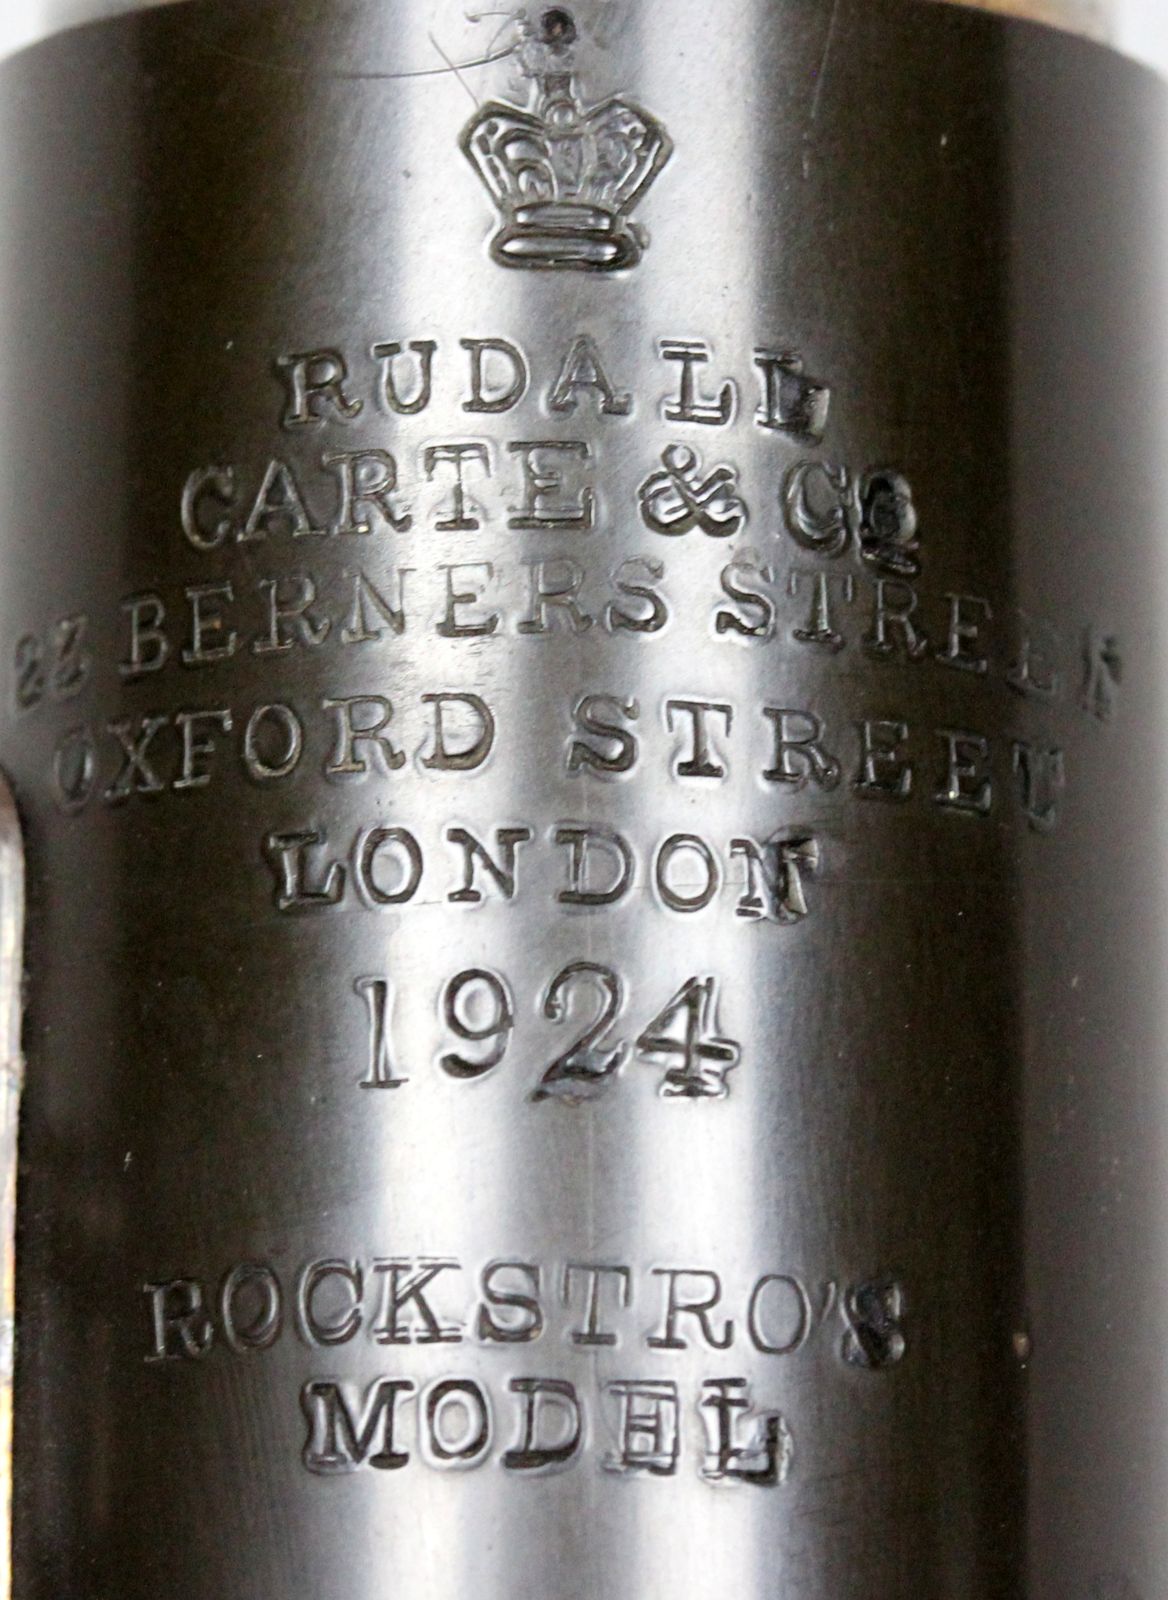 RUDALL
CARTE & Co
23 BERNERS STREET
OXFORD STREET
LONDON
1924
ROCKSTRO'S
MODEL